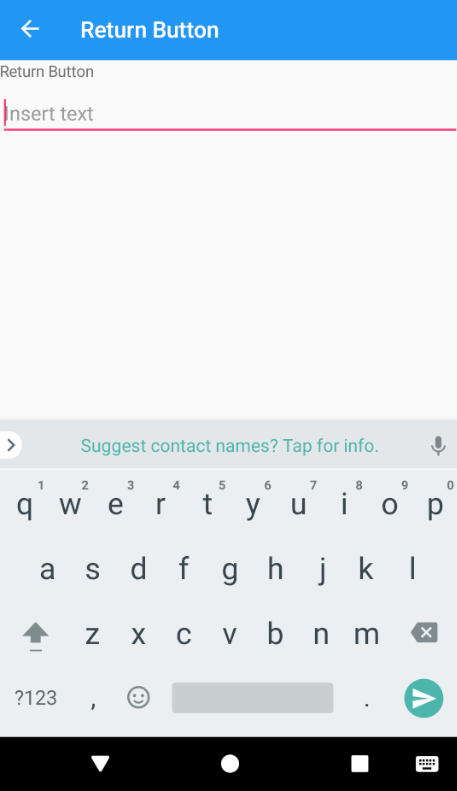 Return Button
Return Button
Insert text
Suggest contact names? Tap for info.
1 2 3 4 5 6 7 8 9 0
q w e r t y u i o p
a s d f g h j k l
z x c v b n m
?123 , .